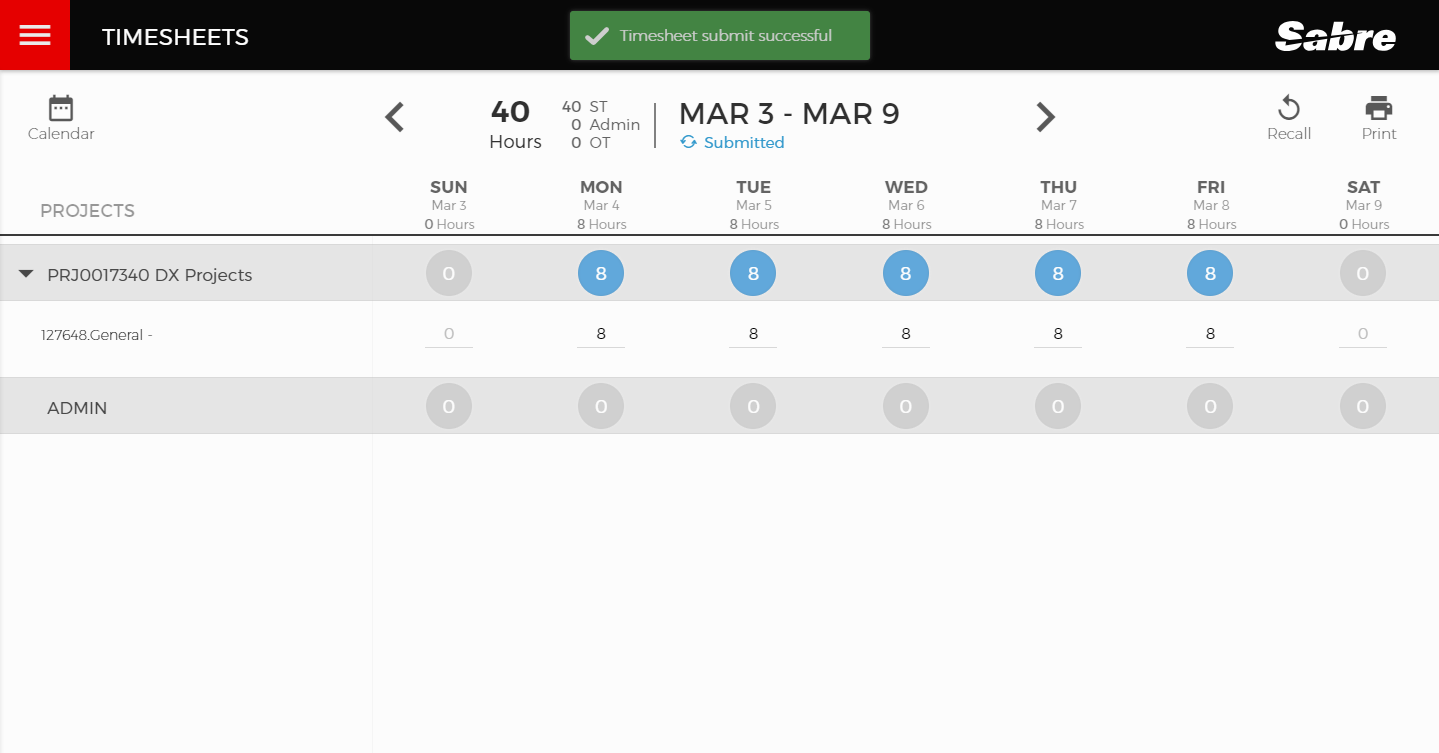 TIMESHEETS
Timesheet submit successful
Sabre
Calendar
40
Hours
40 ST
0 Admin
0 OT
MAR 3 - MAR 9
Submitted
Recall
Print
PROJECTS
SUN MON TUE WED THU FRI SAT
Mar 3 Mar 4 Mar 5 Mar 6 Mar 7 Mar 8 Mar 9
0 Hours 8 Hours 8 Hours 8 Hours 8 Hours 8 Hours 0 Hours
PRJ0017340 DX Projects 0 8 8 8 8 8 0
127648.General - 0 8 8 8 8 8 0
ADMIN 0 0 0 0 0 0 0